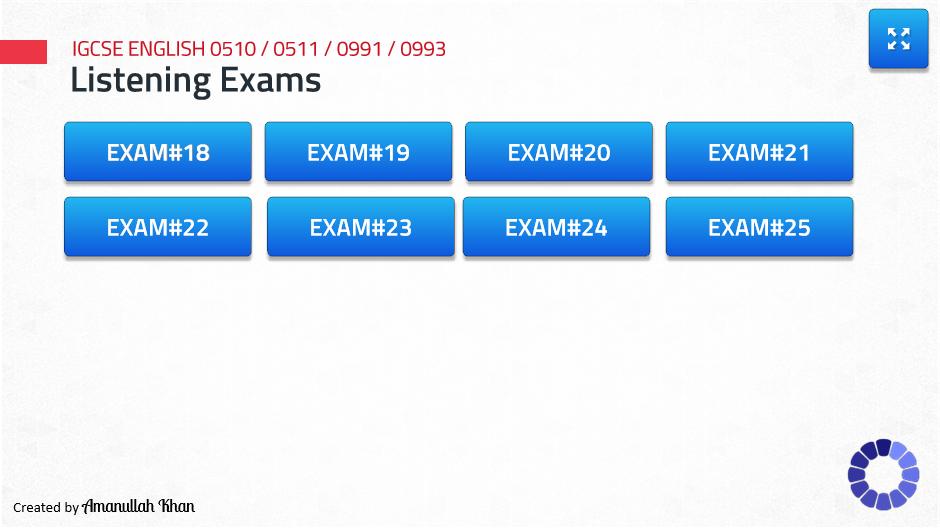 IGCSE ENGLISH 0510 / 0511 / 0991 / 0993
Listening Exams
EXAM#18 EXAM#19 EXAM#20 EXAM#21
EXAM#22 EXAM#23 EXAM#24 EXAM#25
Created by Amanullah Khan